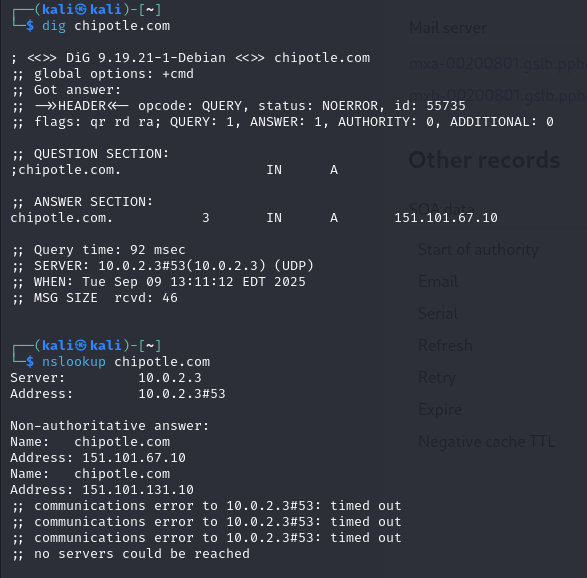 ┌──(kali㉿kali)-[~]
└─$ dig chipotle.com
; <<>> DiG 9.19.21-1-Debian <<>> chipotle.com
;; global options: +cmd
;; Got answer:
;; ->>HEADER<<- opcode: QUERY, status: NOERROR, id: 55735
;; flags: qr rd ra; QUERY: 1, ANSWER: 1, AUTHORITY: 0, ADDITIONAL: 0
;; QUESTION SECTION:
;chipotle.com. IN A
;; ANSWER SECTION:
chipotle.com. 3 IN A 151.101.67.10
;; Query time: 92 msec
;; SERVER: 10.0.2.3#53(10.0.2.3) (UDP)
;; WHEN: Tue Sep 09 13:11:12 EDT 2025
;; MSG SIZE rcvd: 46
┌──(kali㉿kali)-[~]
└─$ nslookup chipotle.com
Server: 10.0.2.3
Address: 10.0.2.3#53
Non-authoritative answer:
Name: chipotle.com
Address: 151.101.67.10
Name: chipotle.com
Address: 151.101.131.10
;; communications error to 10.0.2.3#53: timed out
;; communications error to 10.0.2.3#53: timed out
;; communications error to 10.0.2.3#53: timed out
;; no servers could be reached
Mail server
mxa-00200801.gslb.pph
mxb-00200801.gslb.pph
Other records
SOA data
Start of authority
Email
Serial
Refresh
Retry
Expire
Negative cache TTL